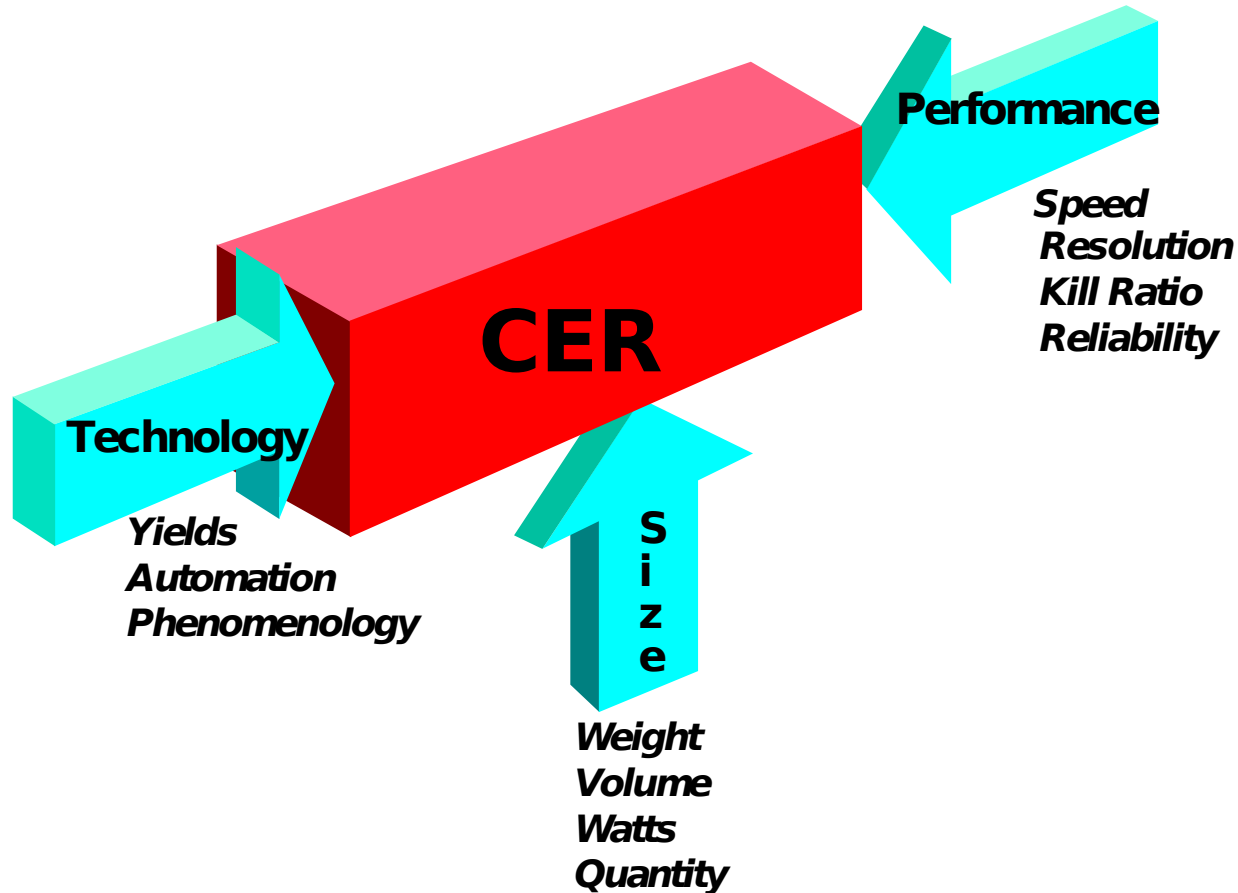 Performance
Speed
Resolution
Kill Ratio
Reliability
CER
Technology
Yields
Automation
Phenomenology
Size
Weight
Volume
Watts
Quantity